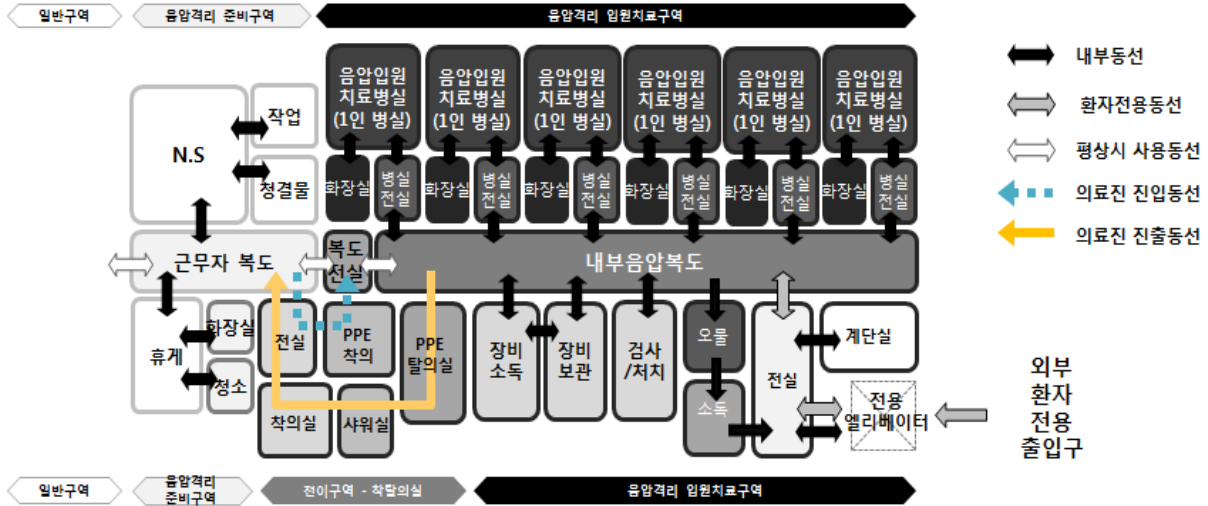 일반구역
음압격리 준비구역
음압격리 입원치료구역
음압입원
치료병실
(1인 병실)
음압입원
치료병실
(1인 병실)
음압입원
치료병실
(1인 병실)
음압입원
치료병실
(1인 병실)
음압입원
치료병실
(1인 병실)
음압입원
치료병실
(1인 병실)
내부동선
환자전용동선
평상시 사용동선
의료진 진입동선
의료진 진출동선
N.S
작업
청결물
화장실
병실
전실
화장실
병실
전실
화장실
병실
전실
화장실
병실
전실
화장실
병실
전실
화장실
병실
전실
근무자 복도
복도
전실
내부음압복도
휴게
화장실
청소
전실
PPE
착의
PPE
탈의실
착의실
샤워실
장비
소독
장비
보관
검사
/처치
오물
소독
전실
계단실
전용
엘리베이터
외부
환자
전용
출입구
일반구역
음압격리
준비구역
전이구역 - 착탈의실
음압격리 입원치료구역